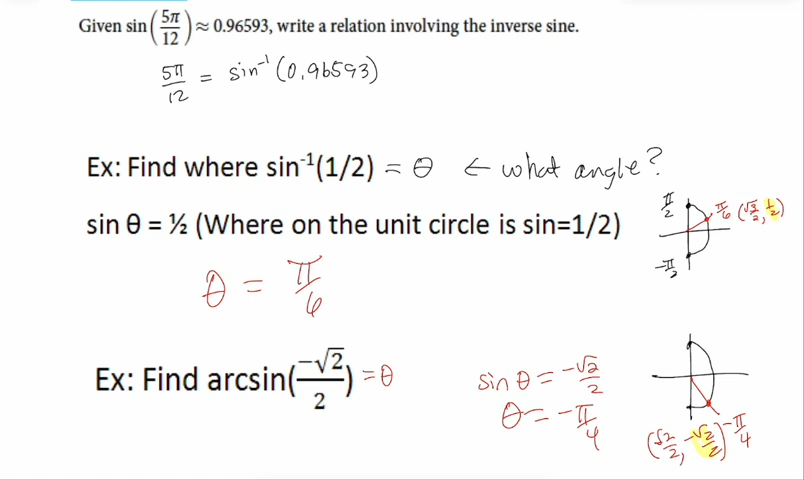 Given sin(5π/12) ≈ 0.96593, write a relation involving the inverse sine.
5π/12 = sin⁻¹(0.96593)
Ex: Find where sin⁻¹(1/2) = θ ← what angle?
sin θ = ½ (Where on the unit circle is sin=1/2)
π/2
π/6 (√3/2, 1/2)
-π/2
θ = π/6
Ex: Find arcsin(-√2/2) = θ
sin θ = -√2/2
θ = -π/4
(√2/2, -√2/2) -π/4